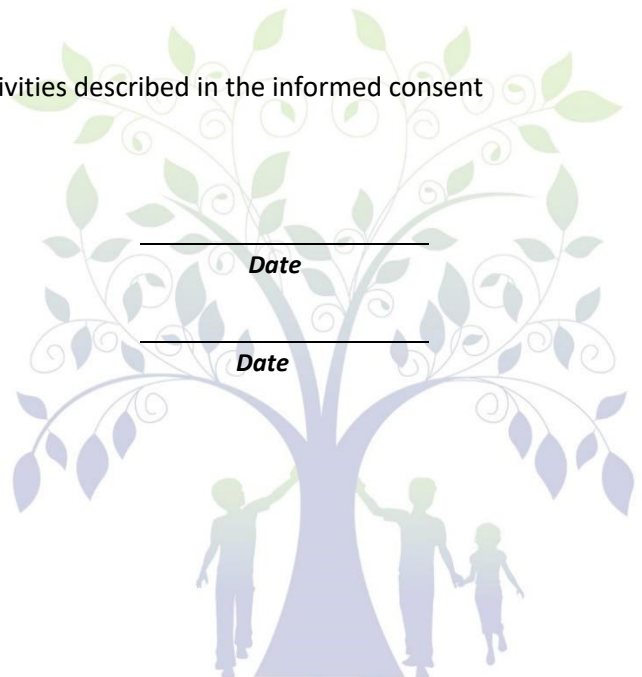 ivities described in the informed consent
Date
Date